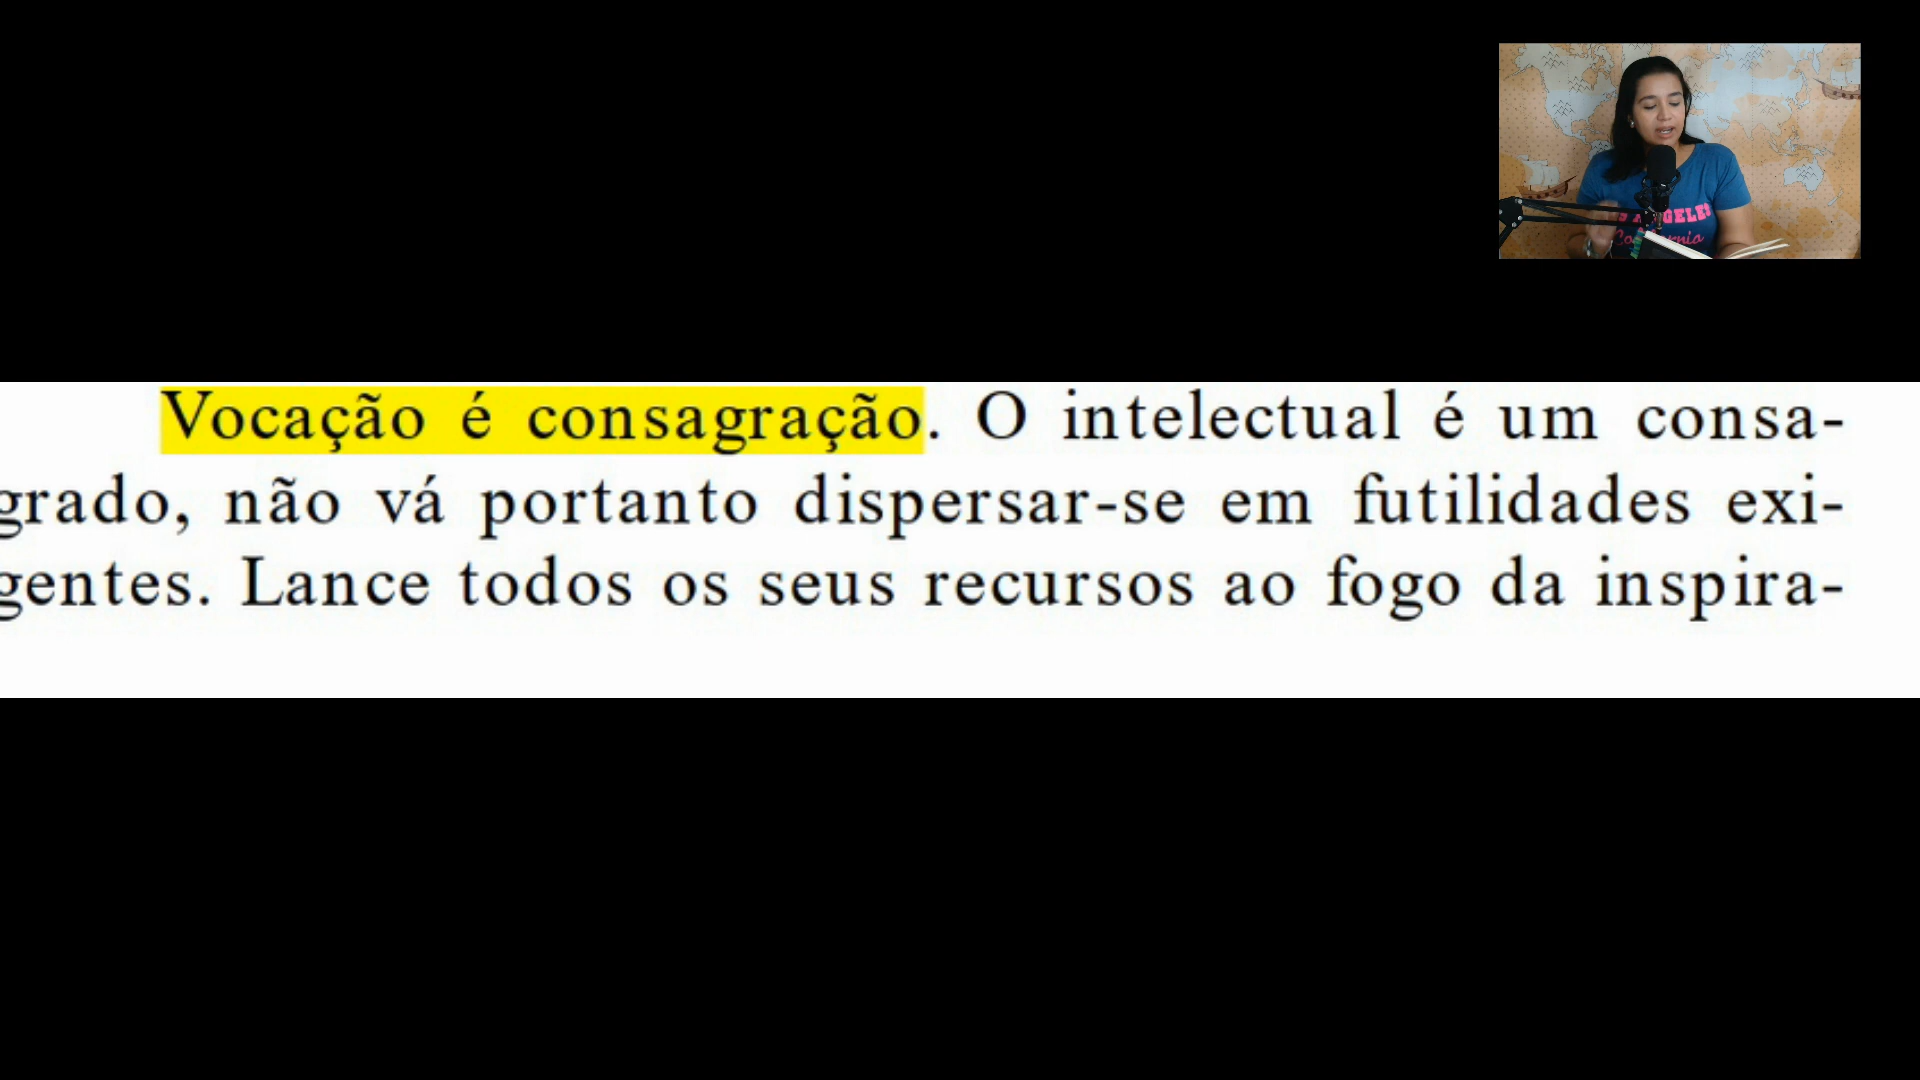 Vocação é consagração. O intelectual é um consa-
grado, não vá portanto dispersar-se em futilidades exi-
gentes. Lance todos os seus recursos ao fogo da inspira-